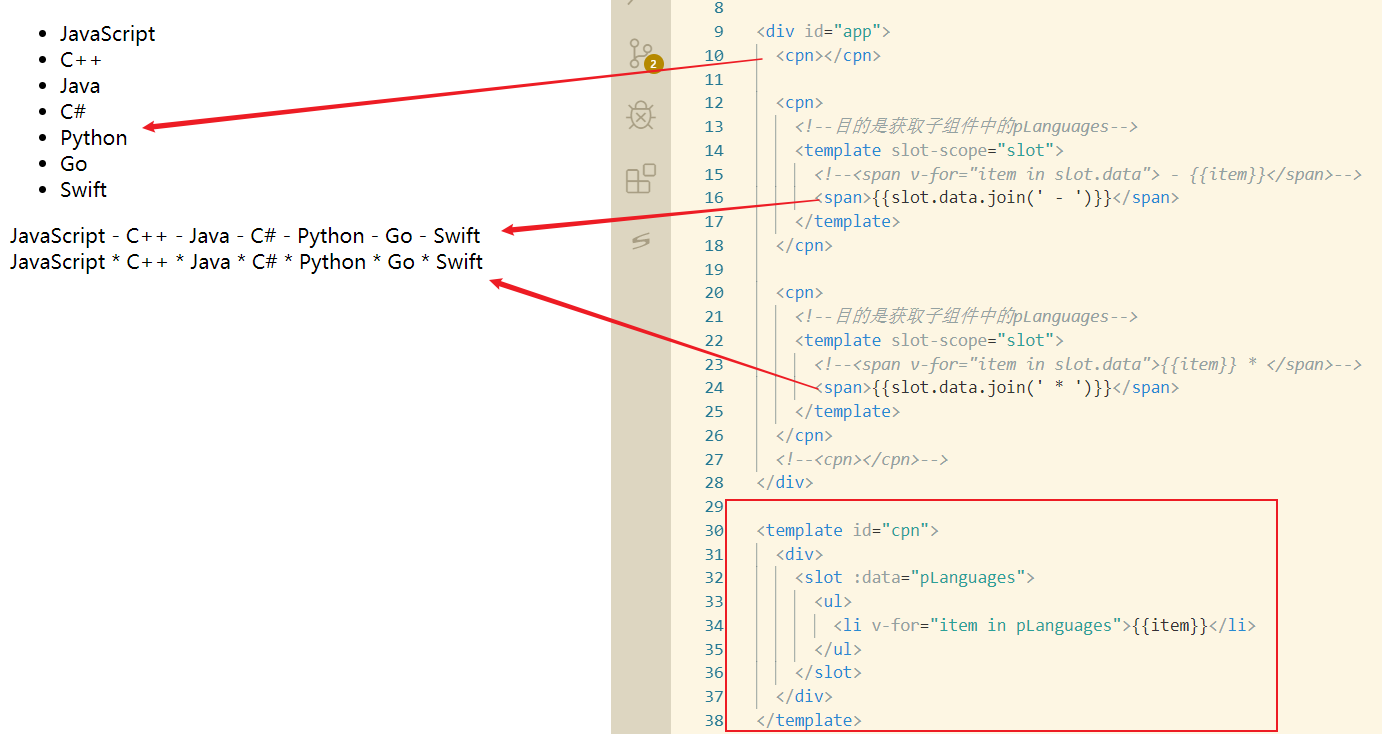 JavaScript
C++
Java
C#
Python
Go
Swift
JavaScript - C++ - Java - C# - Python - Go - Swift
JavaScript * C++ * Java * C# * Python * Go * Swift
2
8
9 <div id="app">
10 <cpn></cpn>
11
12 <cpn>
13 <!--目的是获取子组件中的pLanguages-->
14 <template slot-scope="slot">
15 <!--<span v-for="item in slot.data"> - {{item}}</span>-->
16 <span>{{slot.data.join(' - ')}}</span>
17 </template>
18 </cpn>
19
20 <cpn>
21 <!--目的是获取子组件中的pLanguages-->
22 <template slot-scope="slot">
23 <!--<span v-for="item in slot.data">{{item}} * </span>-->
24 <span>{{slot.data.join(' * ')}}</span>
25 </template>
26 </cpn>
27 <!--<cpn></cpn>-->
28 </div>
29
30 <template id="cpn">
31 <div>
32 <slot :data="pLanguages">
33 <ul>
34 <li v-for="item in pLanguages">{{item}}</li>
35 </ul>
36 </slot>
37 </div>
38 </template>